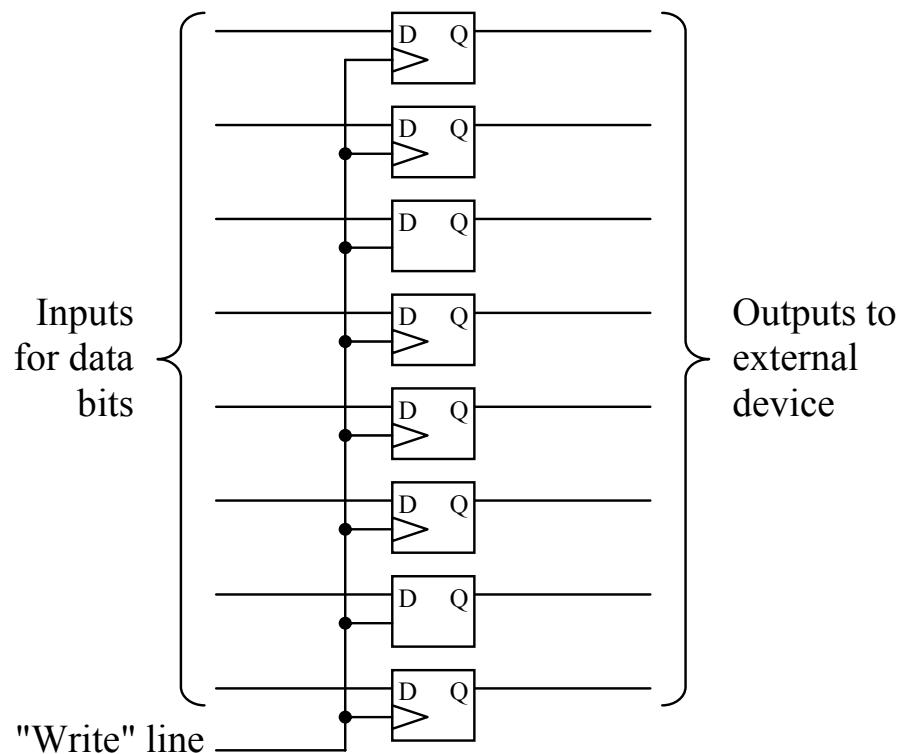 D Q
D Q
D Q
Inputs
for data
bits
D Q
Outputs to
external
device
D Q
D Q
D Q
D Q
"Write" line